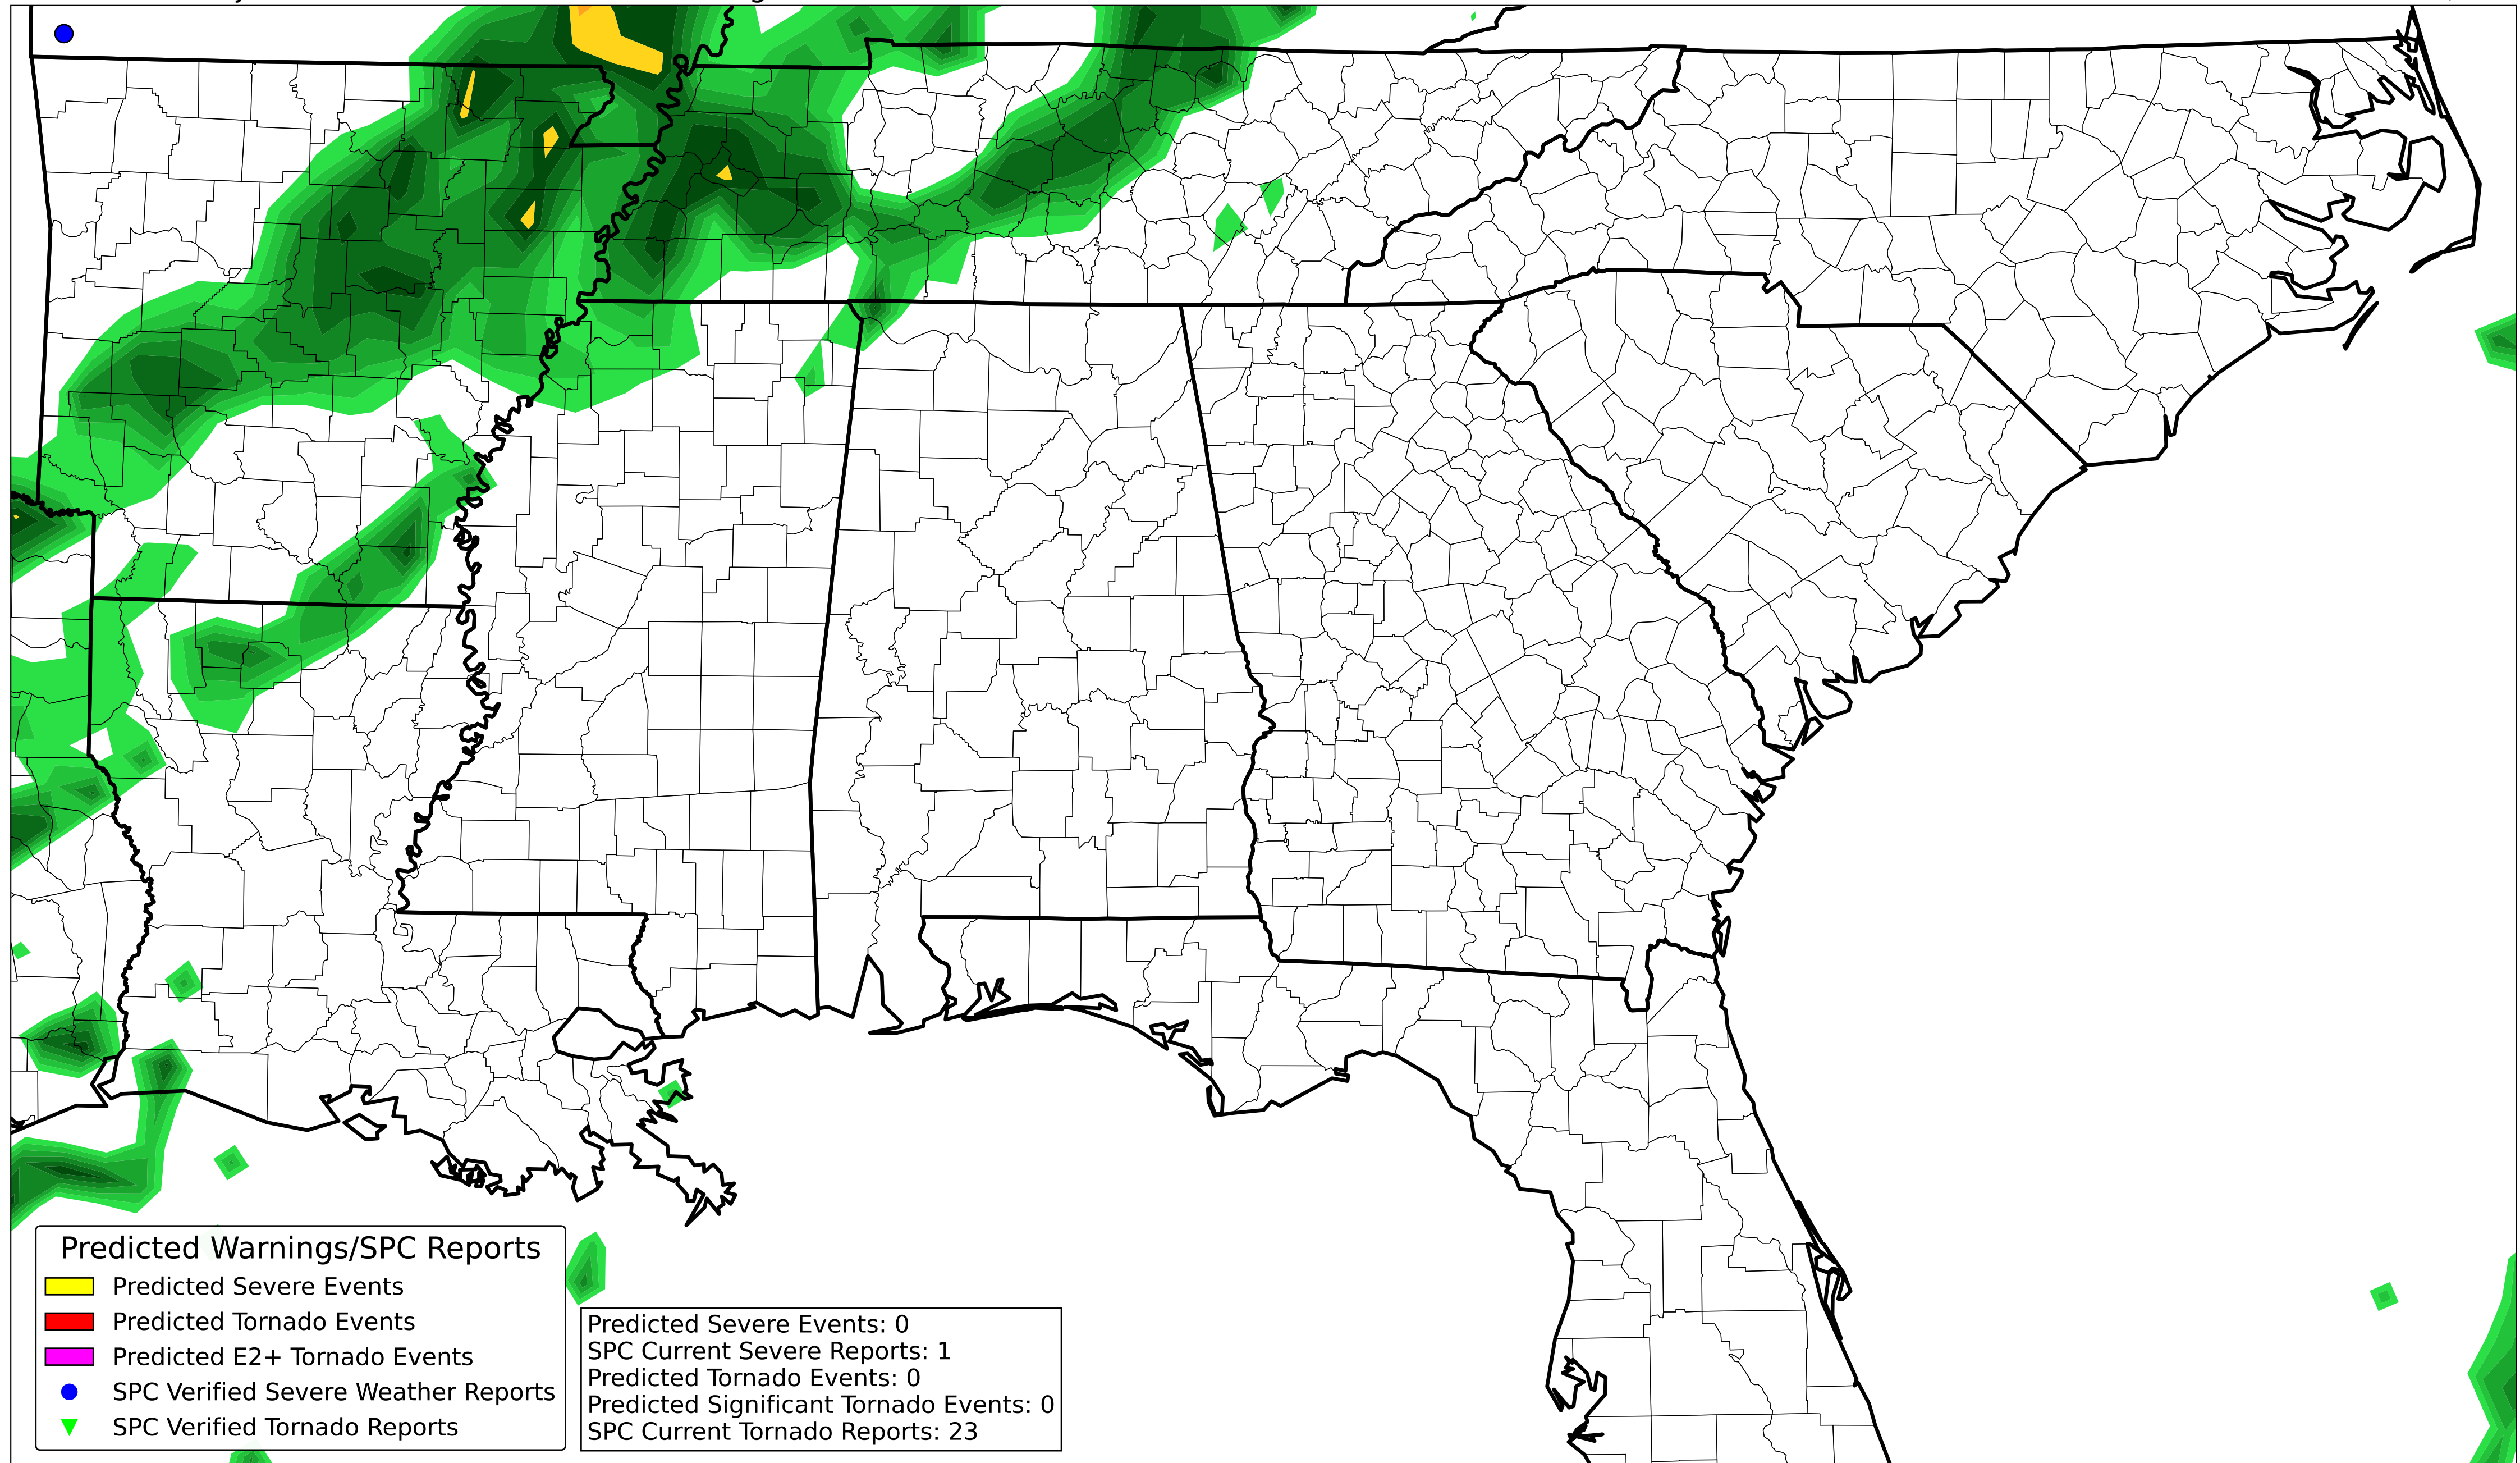 Predicted Warnings/SPC Reports
Predicted Severe Events
Predicted Tornado Events
Predicted E2+ Tornado Events
SPC Verified Severe Weather Reports
SPC Verified Tornado Reports
Predicted Severe Events: 0
SPC Current Severe Reports: 1
Predicted Tornado Events: 0
Predicted Significant Tornado Events: 0
SPC Current Tornado Reports: 23